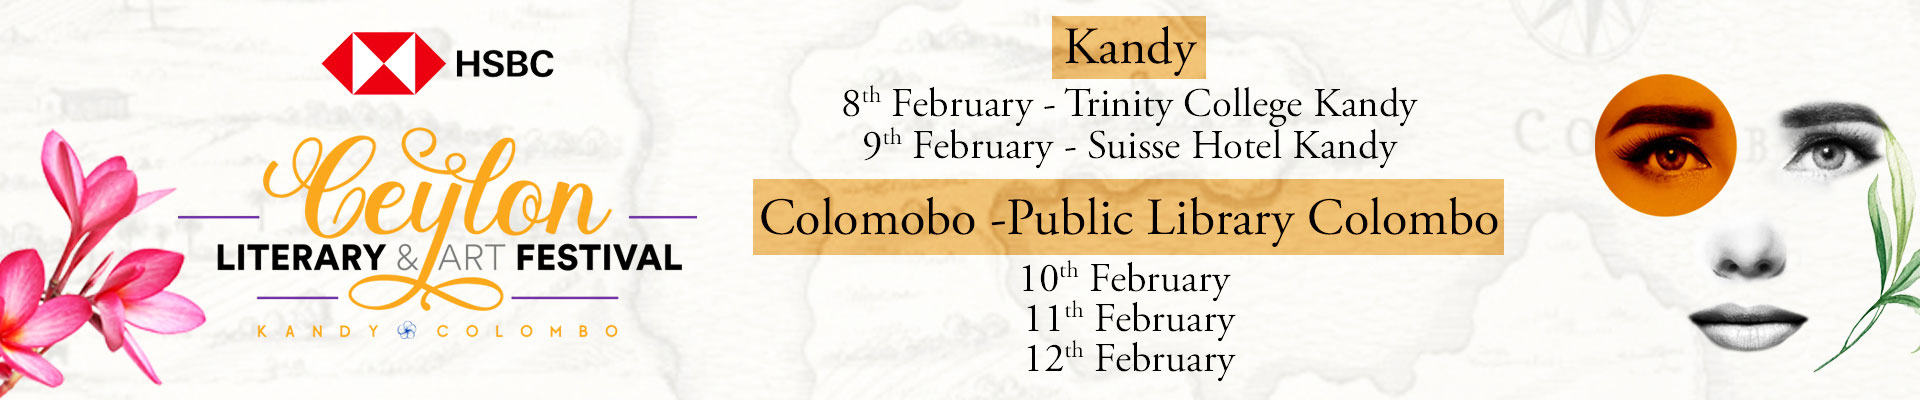 HSBC
Ceylon
LITERARY & ART FESTIVAL
KANDY COLOMBO
Kandy
8th February - Trinity College Kandy
9th February - Suisse Hotel Kandy
Colomobo -Public Library Colombo
10th February
11th February
12th February